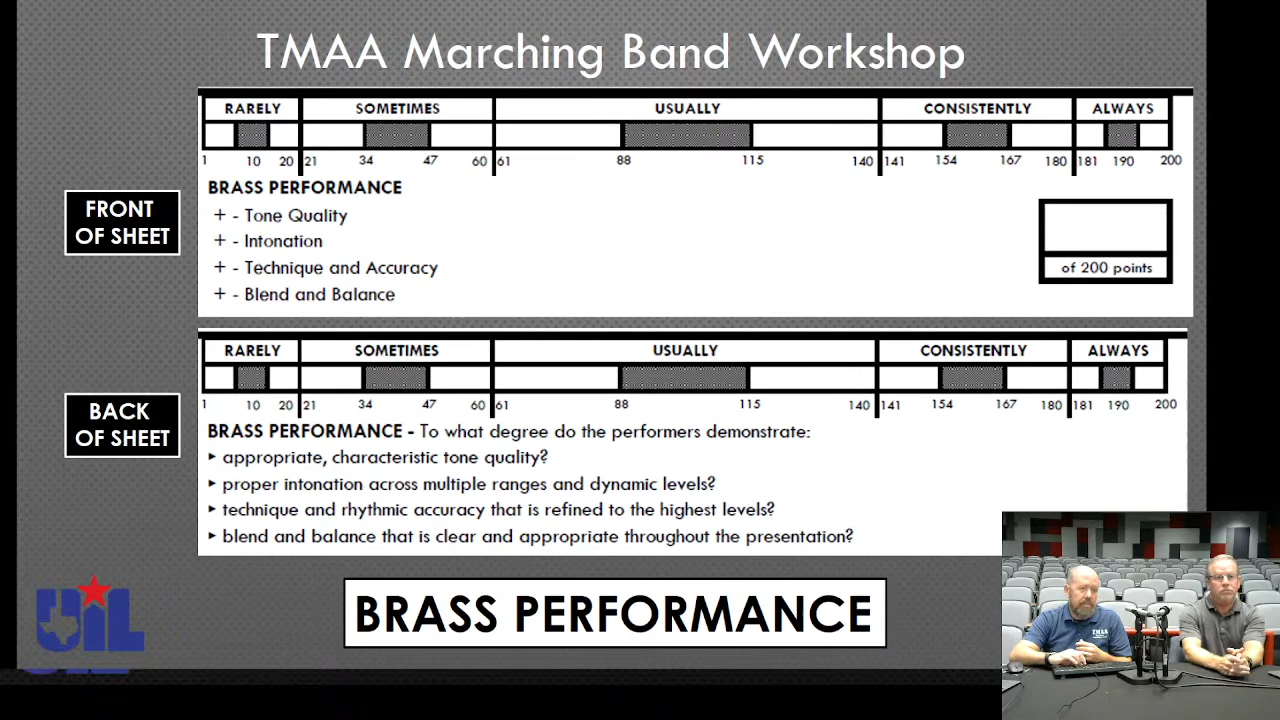 TMAA Marching Band Workshop
RARELY SOMETIMES USUALLY CONSISTENTLY ALWAYS
1 10 20 21 34 47 60 61 88 115 140 141 154 167 180 181 190 200
BRASS PERFORMANCE
+ - Tone Quality
+ - Intonation
+ - Technique and Accuracy
+ - Blend and Balance
of 200 points
FRONT
OF SHEET
RARELY SOMETIMES USUALLY CONSISTENTLY ALWAYS
1 10 20 21 34 47 60 61 88 115 140 141 154 167 180 181 190 200
BRASS PERFORMANCE - To what degree do the performers demonstrate:
▸ appropriate, characteristic tone quality?
▸ proper intonation across multiple ranges and dynamic levels?
▸ technique and rhythmic accuracy that is refined to the highest levels?
▸ blend and balance that is clear and appropriate throughout the presentation?
BACK
OF SHEET
BRASS PERFORMANCE
UIL
TMAA